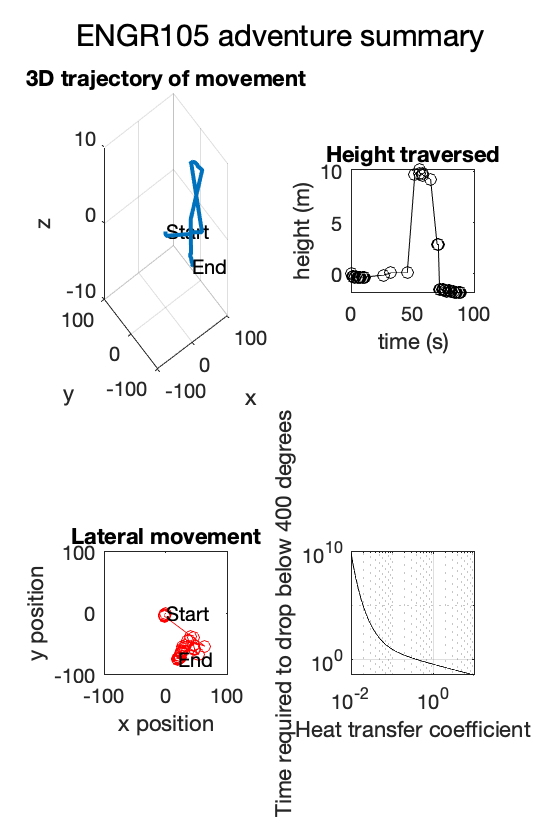 ENGR105 adventure summary
3D trajectory of movement
10
0
-10
z
100
0
-100
y
-100
0
100
x
Start
End
Height traversed
10
5
0
height (m)
0
50
100
time (s)
Lateral movement
100
0
-100
y position
-100
0
100
x position
Start
End
Time required to drop below 400 degrees
10^10
10^0
10^-2
10^0
Heat transfer coefficient